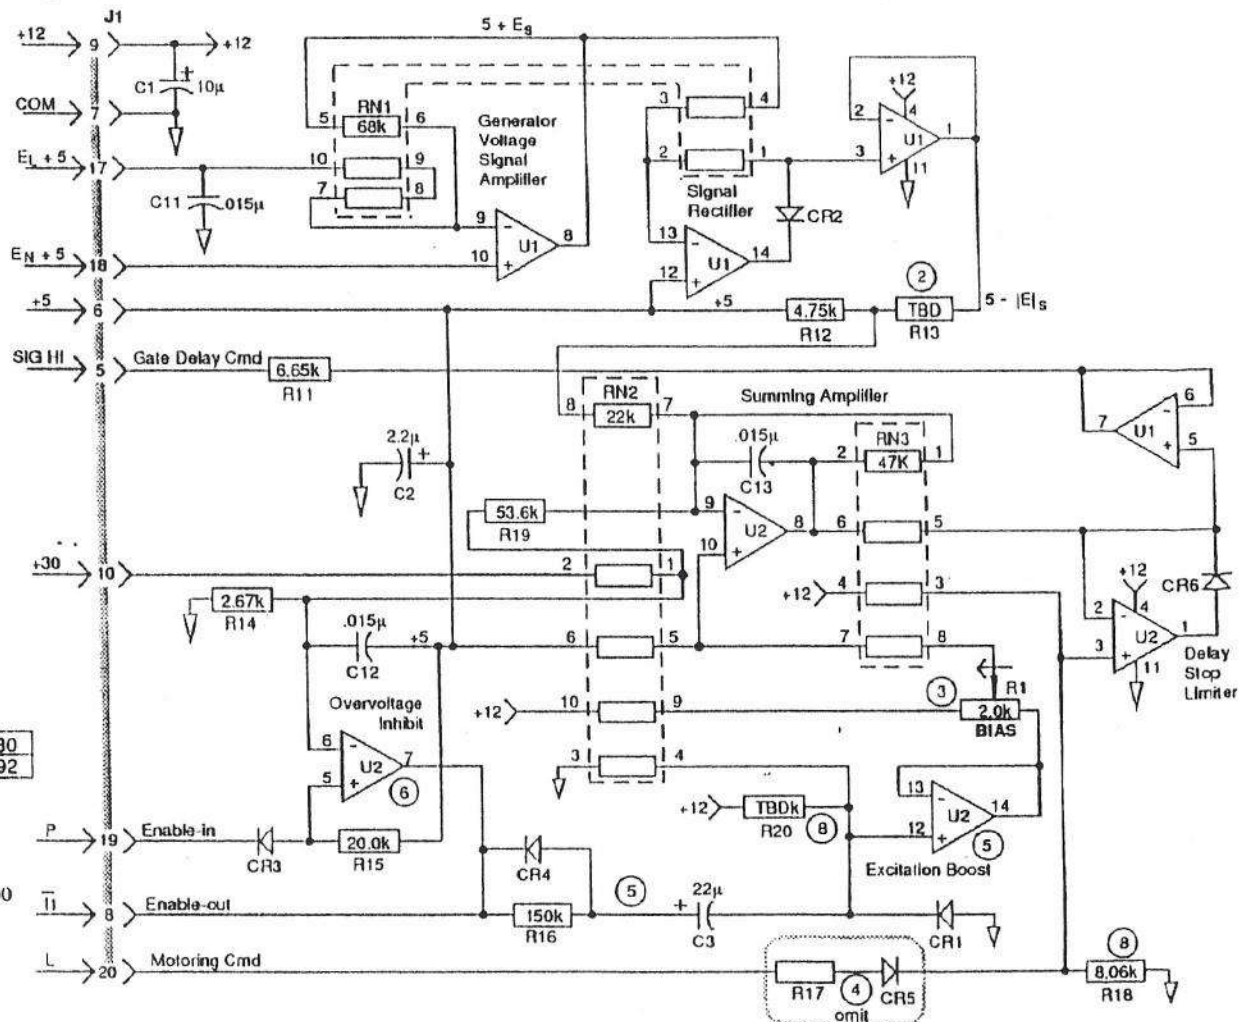 J1
+12 9 +12
C1 + 10µ
COM 7
EL + 5 17
C11 .015µ
EN + 5 18
+5 6
SIG HI 5 Gate Delay Cmd 6.65k R11
5 + Es
RN1
5 68k 6
10 9
7 8
Generator
Voltage
Signal
Amplifier
9 -
10 +
U1 8
3 4
2 1
Signal
Rectifier
CR2
13 -
12 +
U1 14
+12
2 -
4
U1 1
3 +
11
+5 4.75k R12
2
TBD R13
5 - |E|s
RN2
8 22k 7
Summing Amplifier
.015µ
C13
RN3
2 47K 1
6 -
7 U1
5 +
2.2µ
+
C2
53.6k
R19
9 -
U2 8
10 +
6 5
+30 10
2 1
+12 4 3
CR6
+12
2 -
4
U2 1
3 +
11
Delay
Stop
Limiter
2.67k
R14
.015µ
C12
+5
6 5
7 8
Overvoltage
Inhibit
+12 10 9
3
R1
2.0k
BIAS
6 -
7
U2
5 +
6
3 4
30
92
+12 TBDk
R20
8
13 -
U2 14
12 +
5
Excitation Boost
P 19 Enable-in
CR3
20.0k
R15
CR4
00
I1 8 Enable-out
150k
R16
5
22µ
+
C3
CR1
L 20 Motoring Cmd
R17
4
CR5
omit
8
8.06k
R18